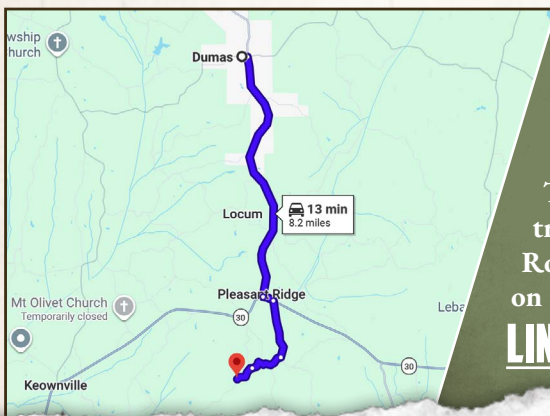 wship
hurch
Dumas
Locum
13 min
8.2 miles
Pleasant Ridge
Mt Olivet Church
Temporarily closed
30
Leba
30
Keownville
T
tr
Ro
on
LIN